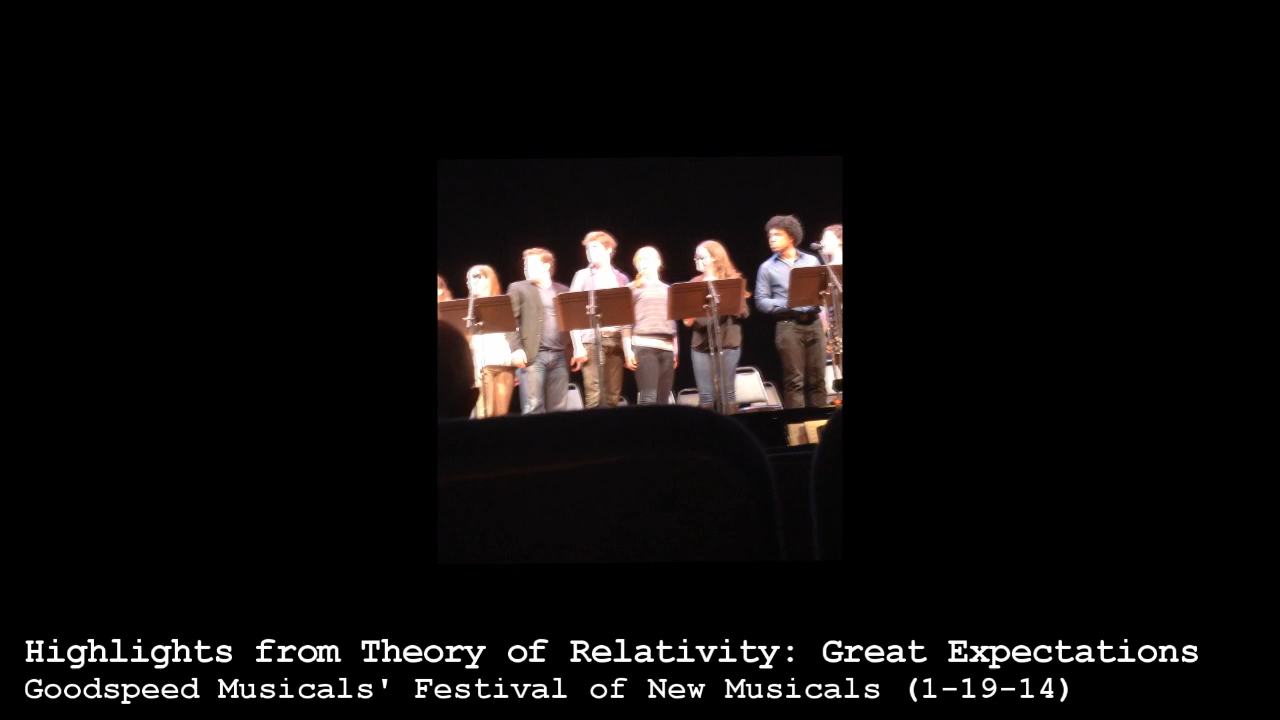 Highlights from Theory of Relativity: Great Expectations
Goodspeed Musicals' Festival of New Musicals (1-19-14)